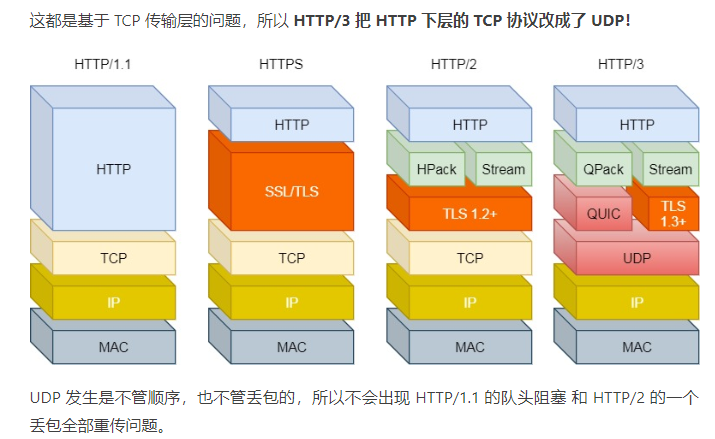 这都是基于 TCP 传输层的问题，所以 HTTP/3 把 HTTP 下层的 TCP 协议改成了 UDP！
HTTP/1.1
HTTPS
HTTP/2
HTTP/3
HTTP
HTTP
HTTP
HTTP
SSL/TLS
HPack
Stream
QPack
Stream
TLS 1.2+
QUIC
TLS
1.3+
TCP
TCP
TCP
UDP
IP
IP
IP
IP
MAC
MAC
MAC
MAC
UDP 发生是不管顺序，也不管丢包的，所以不会出现 HTTP/1.1 的队头阻塞 和 HTTP/2 的一个
丢包全部重传问题。